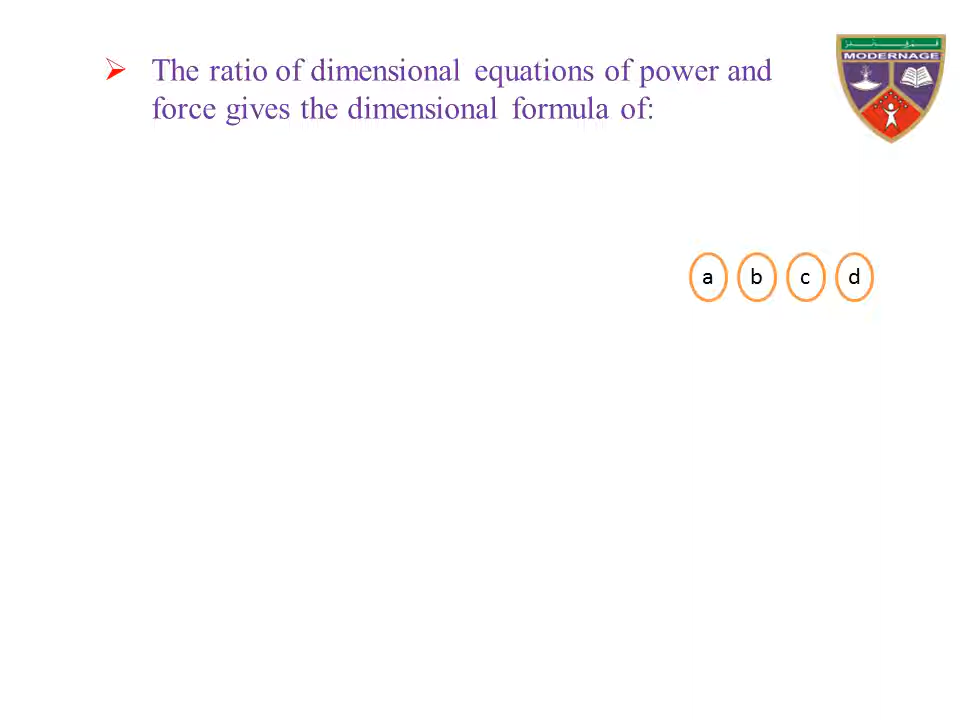 The ratio of dimensional equations of power and
force gives the dimensional formula of:
MODERNAGE
a b c d